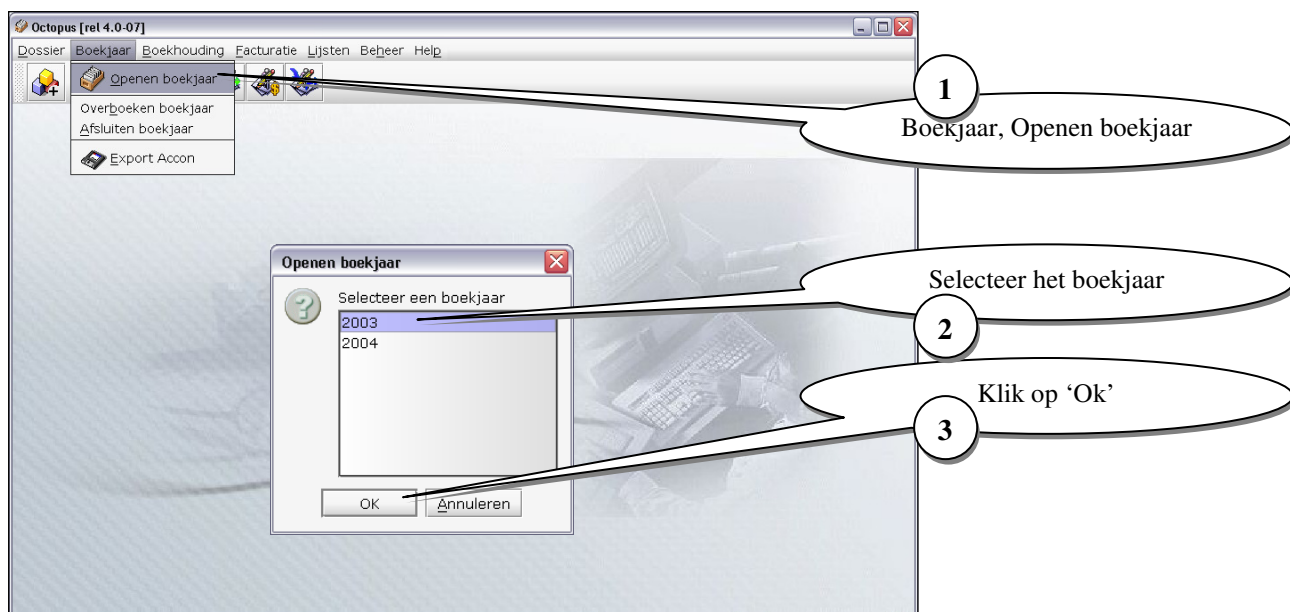 Octopus [rel 4.0-07]
Dossier Boekjaar Boekhouding Facturatie Lijsten Beheer Help
Openen boekjaar
Overboeken boekjaar
Afsluiten boekjaar
Export Accon
1
Boekjaar, Openen boekjaar
Openen boekjaar
Selecteer een boekjaar
2003
2004
OK Annuleren
Selecteer het boekjaar
2
Klik op ‘Ok’
3